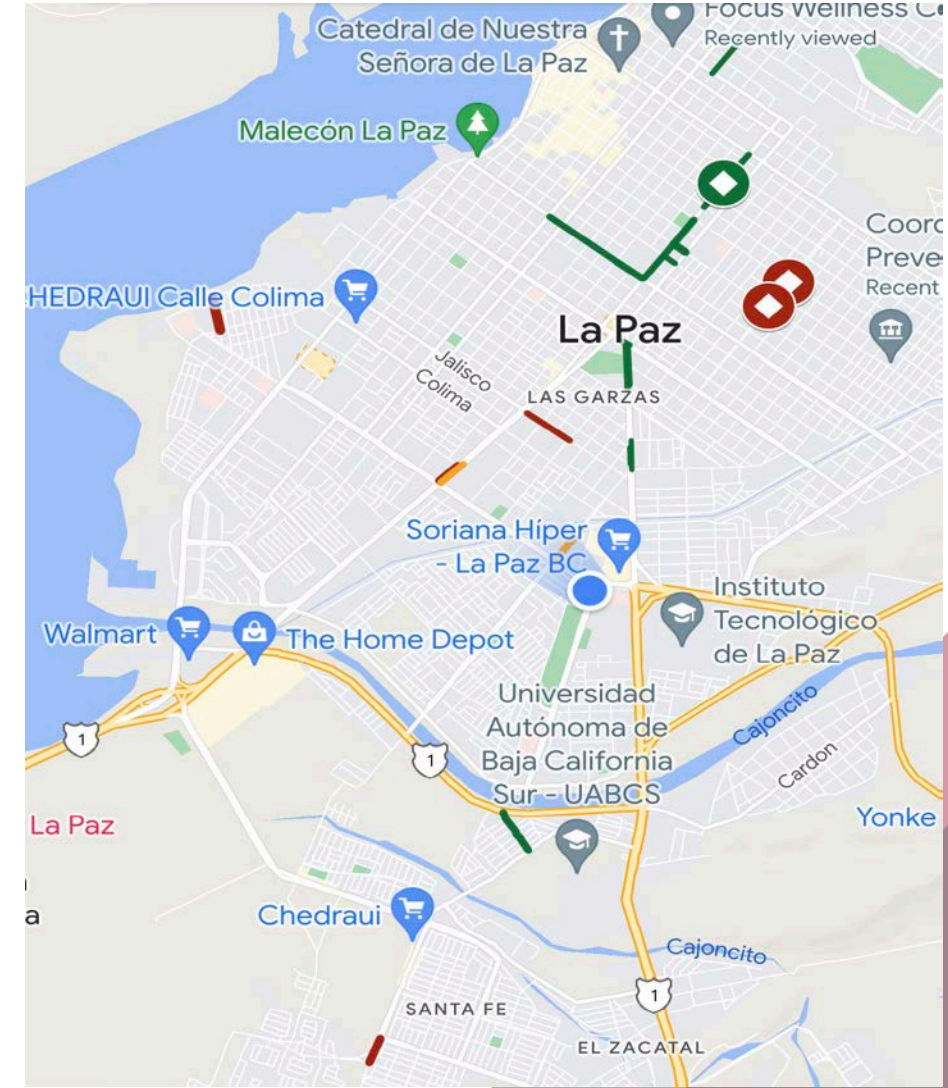 Focus Wellness Ce
Recently viewed
Catedral de Nuestra
Señora de La Paz
Malecón La Paz
Coord
Preve
Recent
HEDRAUI Calle Colima
La Paz
Jalisco
Colima
LAS GARZAS
Soriana Híper
- La Paz BC
Instituto
Tecnológico
de La Paz
Walmart
The Home Depot
Universidad
Autónoma de
Baja California
Sur - UABCS
Cajoncito
Cardon
1
1
La Paz
Yonke
a
Chedraui
Cajoncito
SANTA FE
1
EL ZACATAL